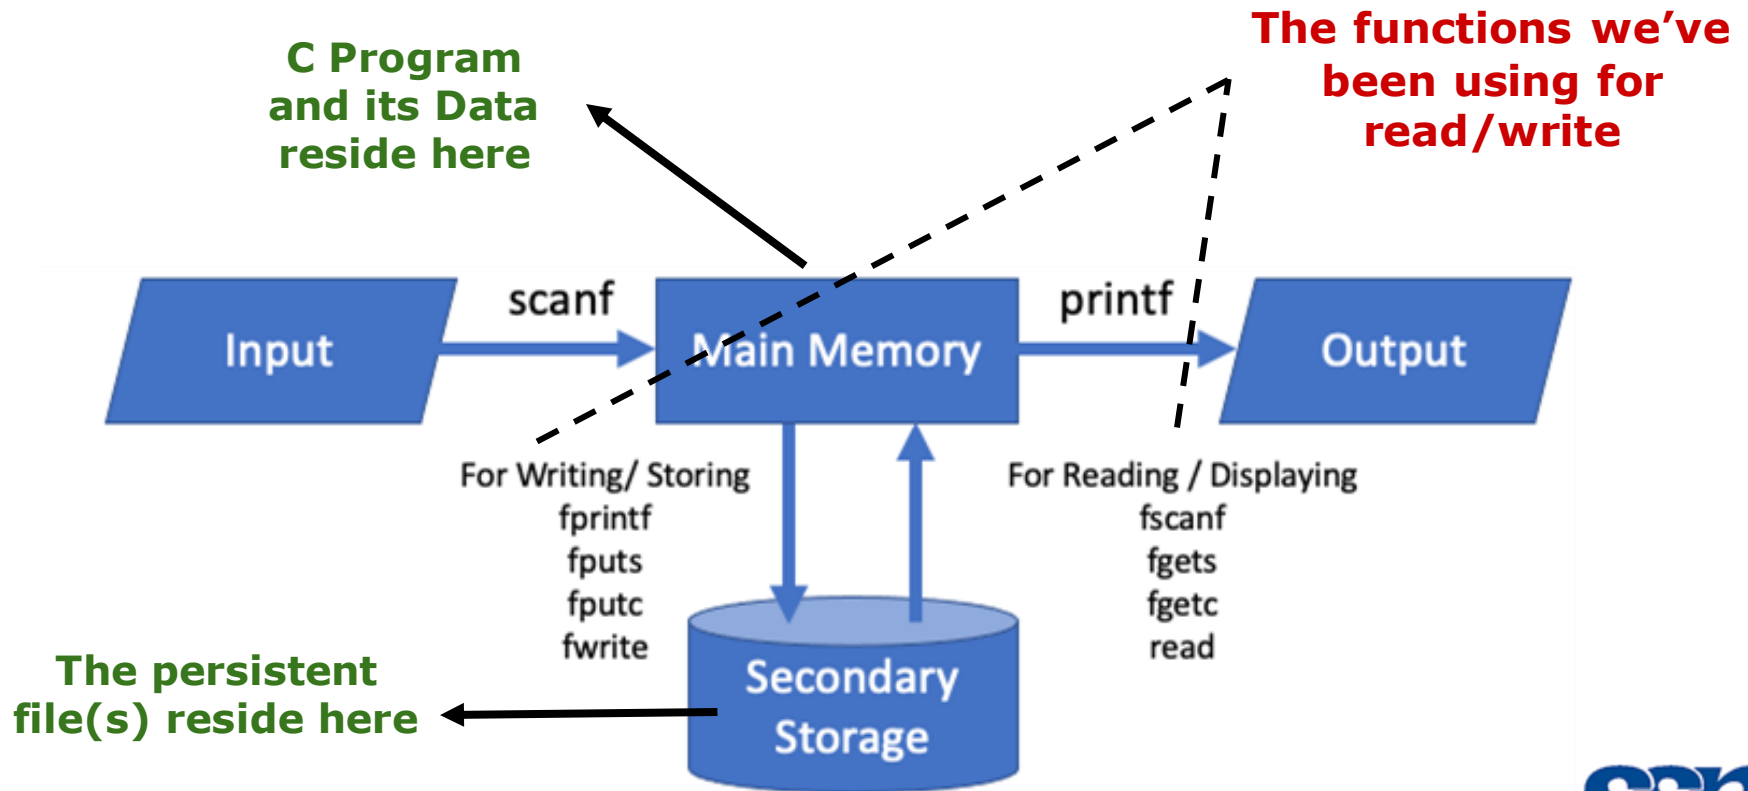 The functions we've
been using for
read/write
C Program
and its Data
reside here
scanf
printf
Input
Main Memory
Output
For Writing/ Storing
fprintf
fputs
fputc
fwrite
For Reading / Displaying
fscanf
fgets
fgetc
read
The persistent
file(s) reside here
Secondary
Storage